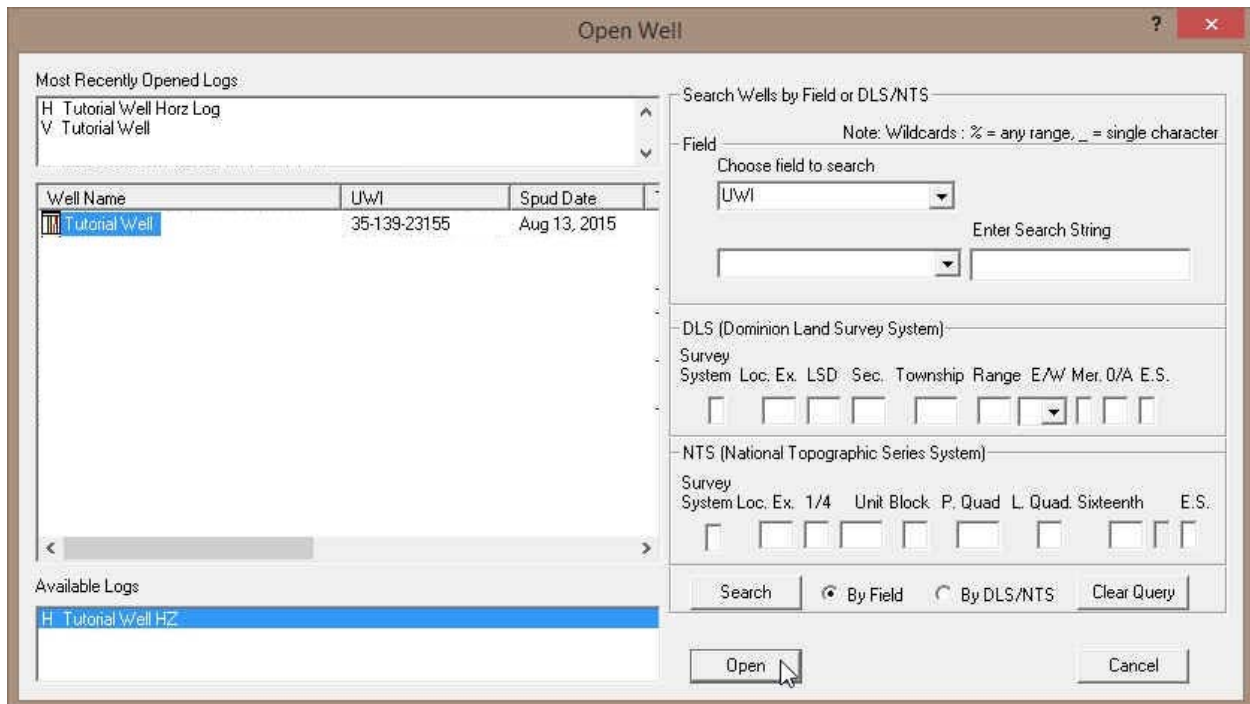 Open Well
?
×
Most Recently Opened Logs
H Tutorial Well Horz Log
V Tutorial Well
Well Name UWI Spud Date
Tutorial Well 35-139-23155 Aug 13, 2015
Available Logs
H Tutorial Well HZ
Search Wells by Field or DLS/NTS
Note: Wildcards : % = any range, _ = single character
Field
Choose field to search
UWI
Enter Search String
DLS (Dominion Land Survey System)
Survey
System Loc. Ex. LSD Sec. Township Range E/W Mer. 0/A E.S.
NTS (National Topographic Series System)
Survey
System Loc. Ex. 1/4 Unit Block P. Quad L. Quad. Sixteenth E.S.
Search By Field By DLS/NTS Clear Query
Open Cancel